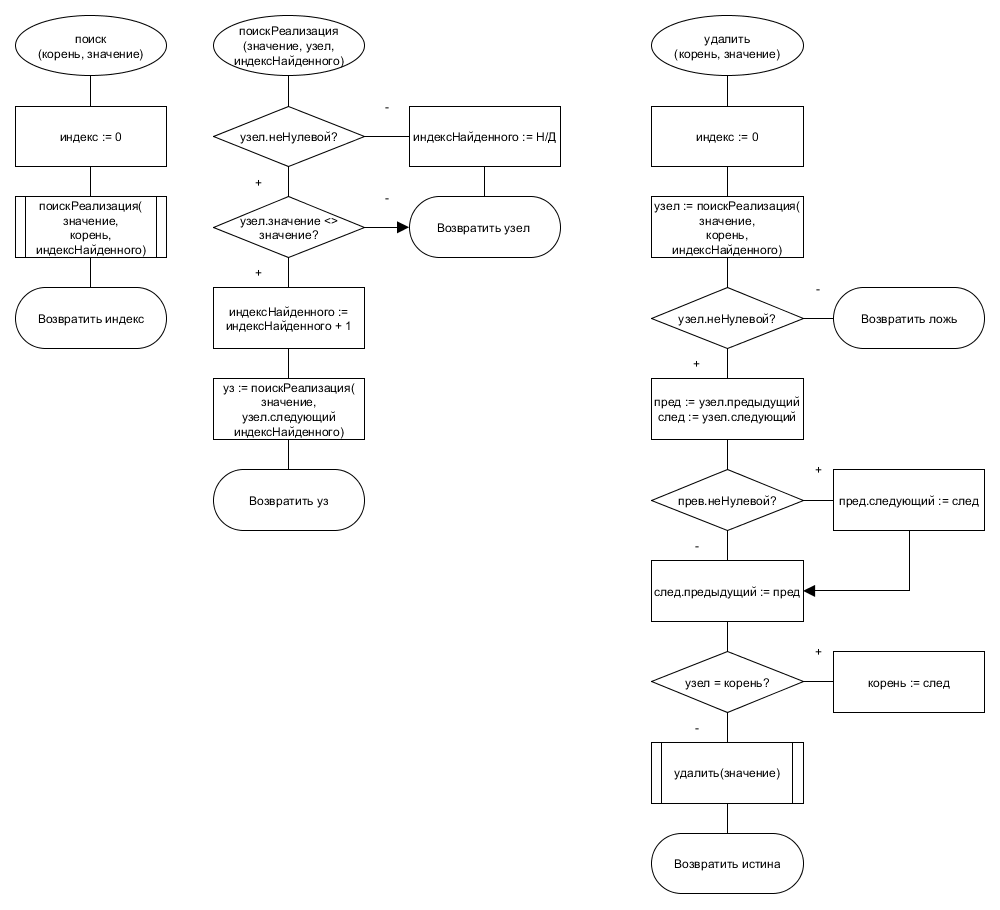 поиск
(корень, значение)
индекс := 0
поискРеализация(
значение,
корень,
индексНайденного)
Возвратить индекс
поискРеализация
(значение, узел,
индексНайденного)
узел.неНулевой?
-
индексНайденного := Н/Д
+
узел.значение <>
значение?
-
Возвратить узел
+
индексНайденного :=
индексНайденного + 1
уз := поискРеализация(
значение,
узел.следующий
индексНайденного)
Возвратить уз
удалить
(корень, значение)
индекс := 0
узел := поискРеализация(
значение,
корень,
индексНайденного)
узел.неНулевой?
-
Возвратить ложь
+
пред := узел.предыдущий
след := узел.следующий
прев.неНулевой?
+
пред.следующий := след
-
след.предыдущий := пред
узел = корень?
+
корень := след
-
удалить(значение)
Возвратить истина